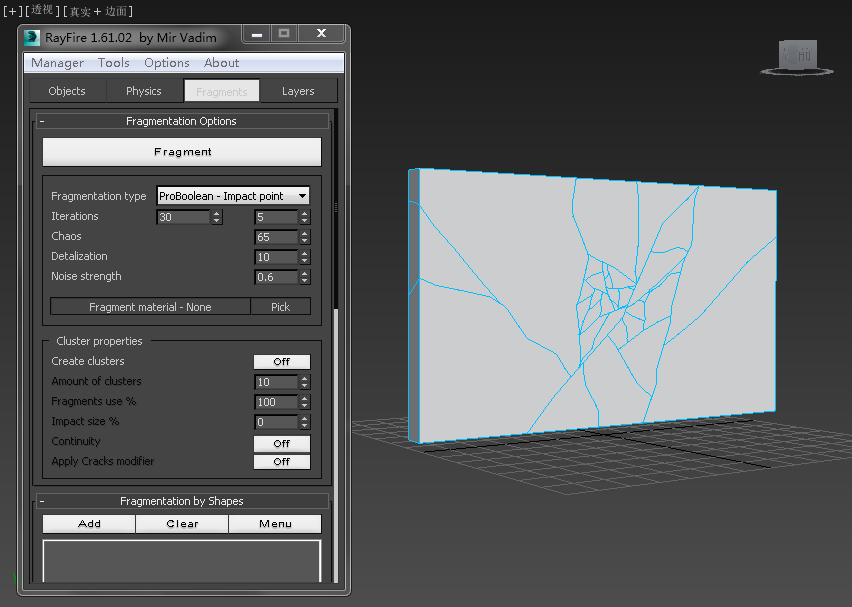 [+][透视][真实+边面]
RayFire 1.61.02 by Mir Vadim
Manager Tools Options About
Objects Physics Fragments Layers
- Fragmentation Options
Fragment
Fragmentation type ProBoolean - Impact point
Iterations 30 5
Chaos 65
Detalization 10
Noise strength 0.6
Fragment material - None Pick
Cluster properties
Create clusters Off
Amount of clusters 10
Fragments use % 100
Impact size % 0
Continuity Off
Apply Cracks modifier Off
- Fragmentation by Shapes
Add Clear Menu